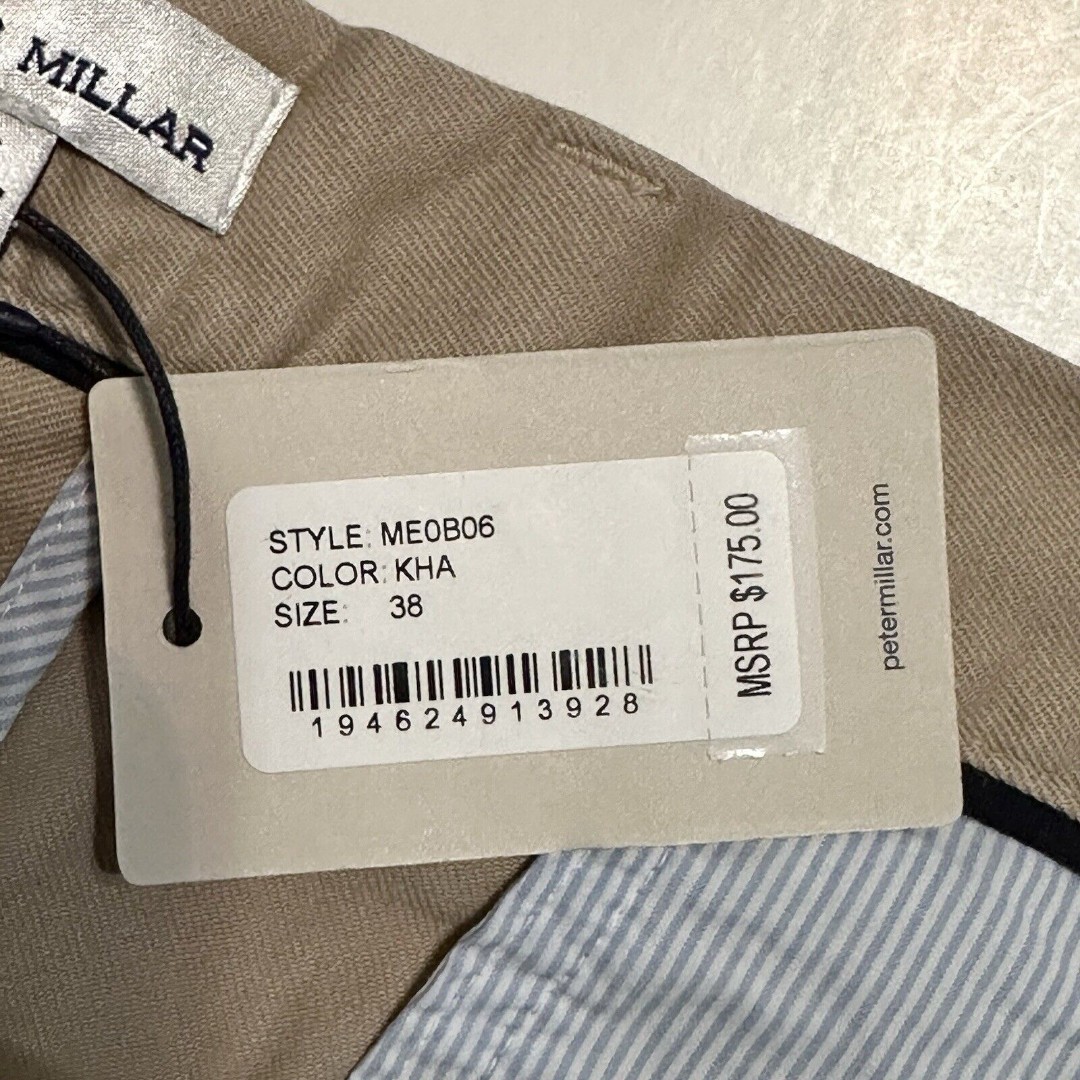 MILLAR
STYLE: ME0B06
COLOR: KHA
SIZE: 38
194624913928
MSRP $175.00
petermillar.com